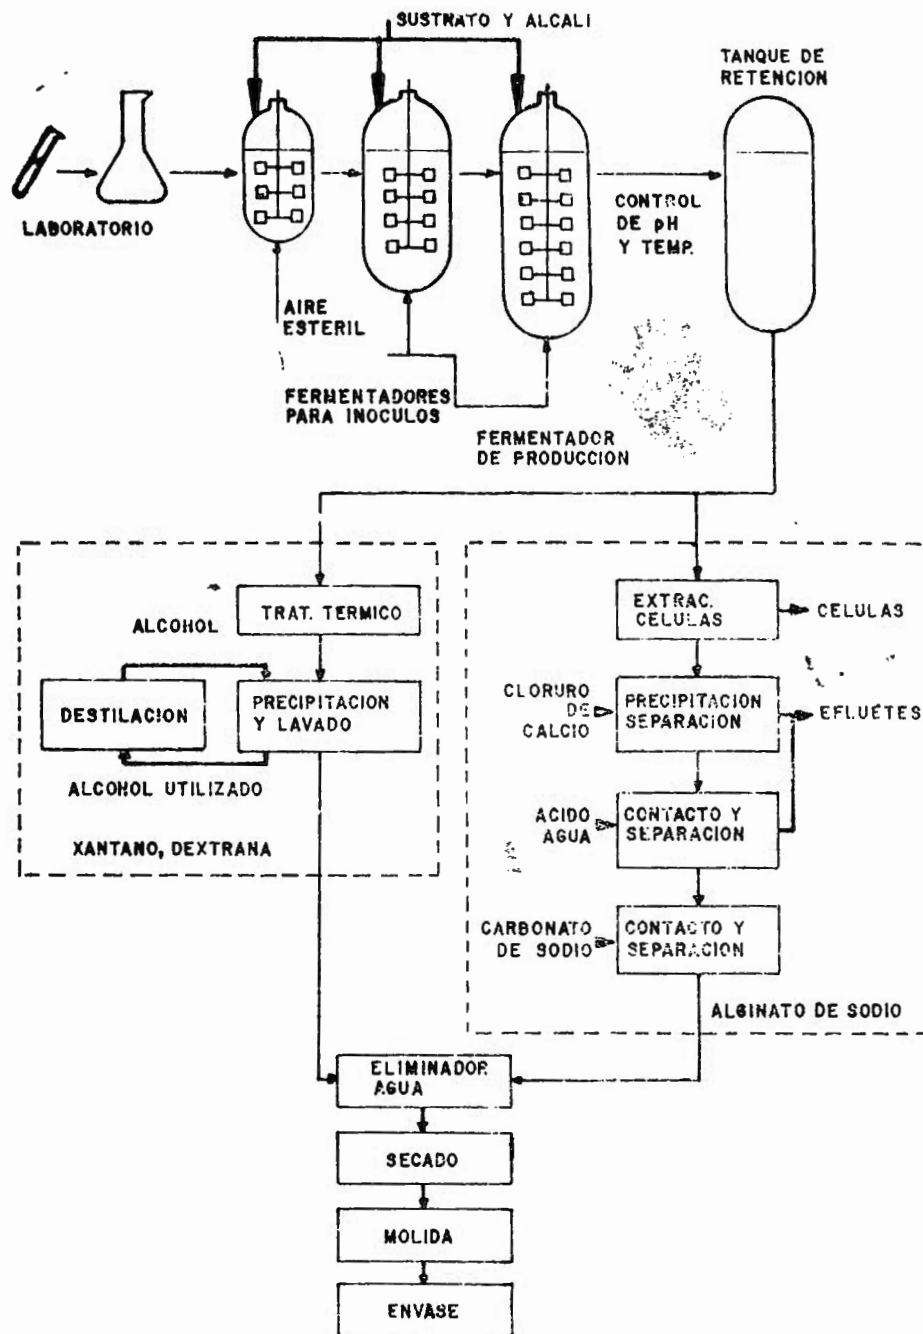 SUSTRATO Y ALCALI
TANQUE DE
RETENCION
LABORATORIO
CONTROL
DE pH
Y TEMP.
AIRE
ESTERIL
FERMENTADORES
PARA INOCULOS
FERMENTADOR
DE PRODUCCION
TRAT. TERMICO
ALCOHOL
DESTILACION
PRECIPITACION
Y LAVADO
ALCOHOL UTILIZADO
XANTANO, DEXTRANA
EXTRAC.
CELULAS
CELULAS
CLORURO
DE
CALCIO
PRECIPITACION
SEPARACION
EFLUÉTES
ACIDO
AGUA
CONTACTO Y
SEPARACION
CARBONATO
DE SODIO
CONTACTO Y
SEPARACION
ALGINATO DE SODIO
ELIMINADOR
AGUA
SECADO
MOLIDA
ENVASE